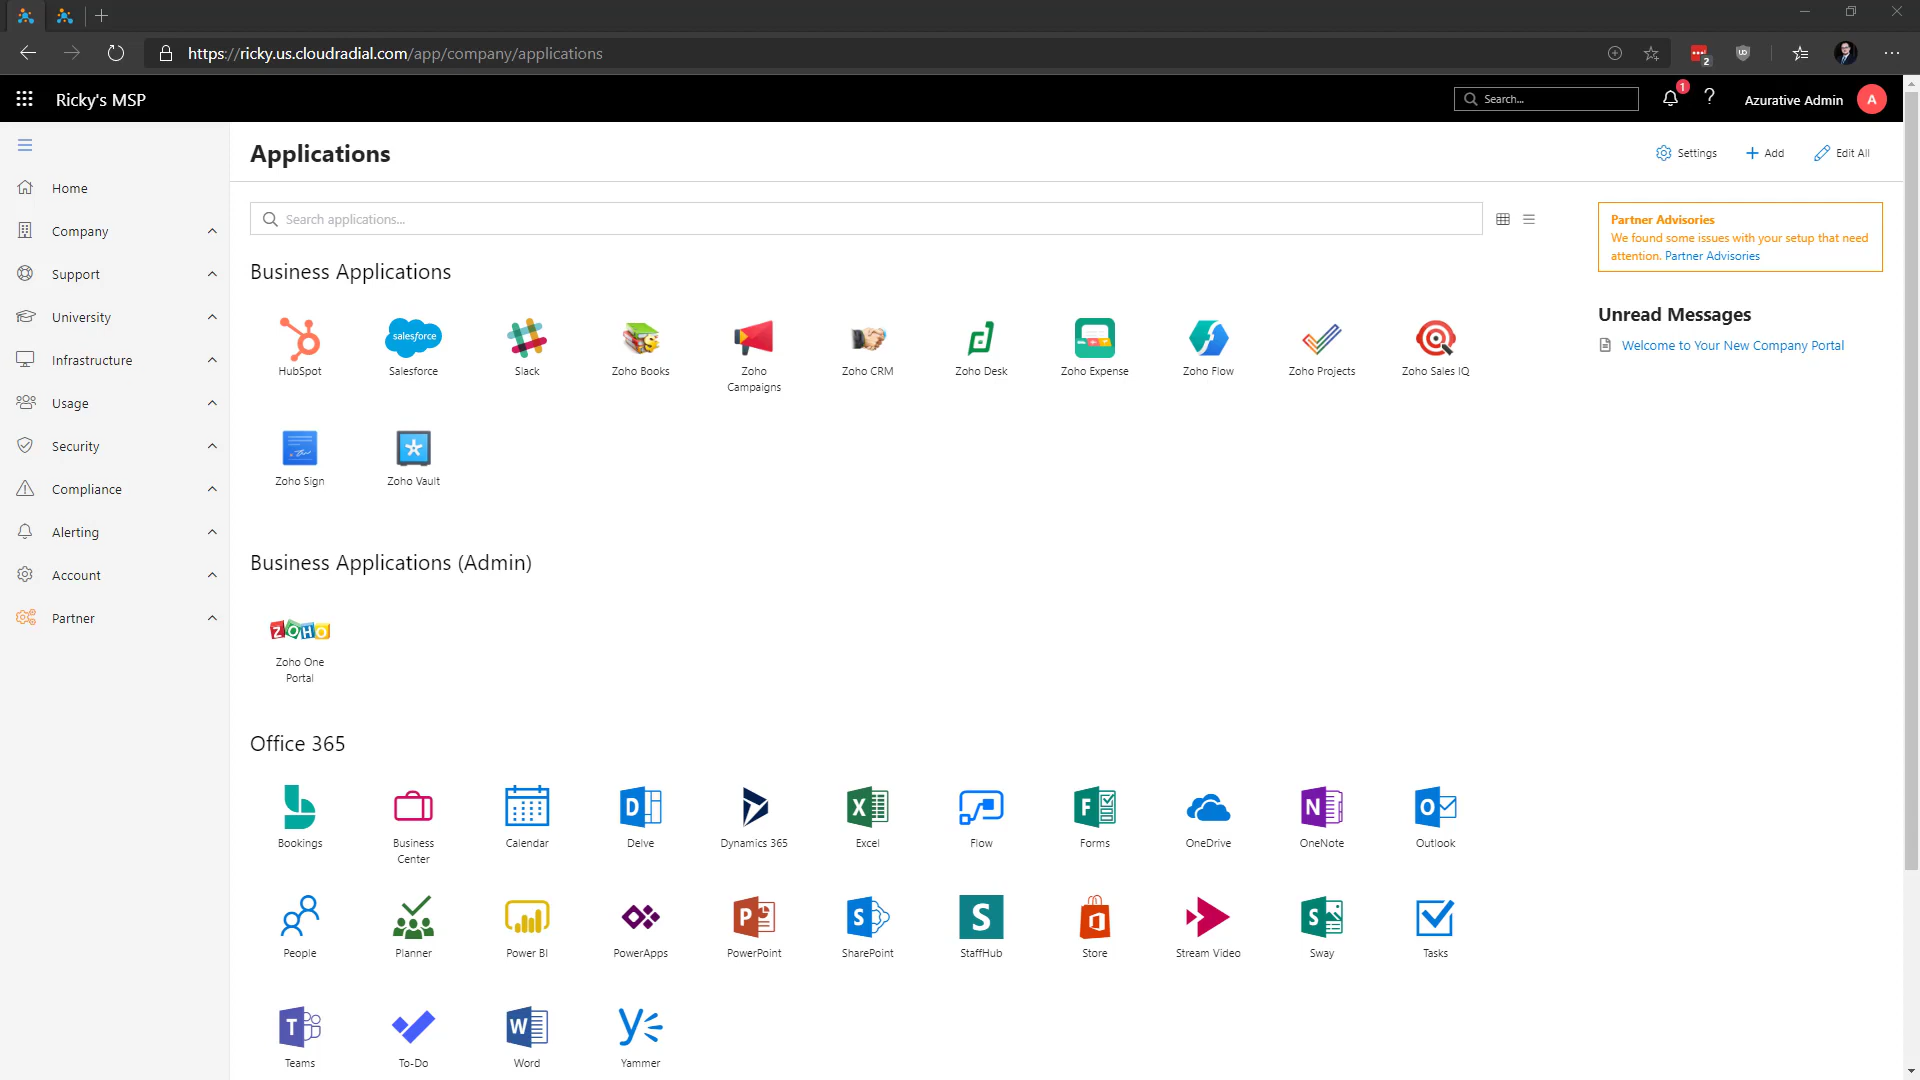 https://ricky.us.cloudradial.com/app/company/applications
2
UD
Ricky's MSP
Search...
1
?
Azurative Admin
A
Applications
Settings
Add
Edit All
Home
Company
Support
University
Infrastructure
Usage
Security
Compliance
Alerting
Account
Partner
Search applications...
Partner Advisories
We found some issues with your setup that need
attention. Partner Advisories
Unread Messages
Welcome to Your New Company Portal
Business Applications
salesforce
HubSpot
Salesforce
Slack
Zoho Books
Zoho
Campaigns
Zoho CRM
Zoho Desk
Zoho Expense
Zoho Flow
Zoho Projects
Zoho Sales IQ
Zoho Sign
Zoho Vault
Business Applications (Admin)
ZOHO
Zoho One
Portal
Office 365
D
X
F
N
O
Bookings
Business
Center
Calendar
Delve
Dynamics 365
Excel
Flow
Forms
OneDrive
OneNote
Outlook
P
S
S
S
People
Planner
Power BI
PowerApps
PowerPoint
SharePoint
StaffHub
Store
Stream Video
Sway
Tasks
T
W
Teams
To-Do
Word
Yammer